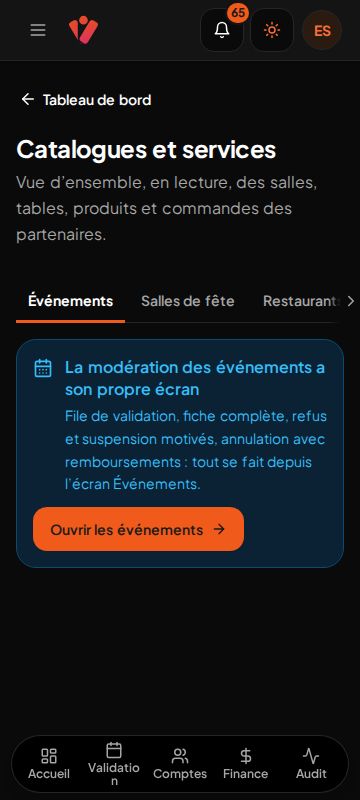 65
ES
Tableau de bord
Catalogues et services
Vue d’ensemble, en lecture, des salles,
tables, produits et commandes des
partenaires.
Événements
Salles de fête
Restaurants
La modération des événements a
son propre écran
File de validation, fiche complète, refus
et suspension motivés, annulation avec
remboursements : tout se fait depuis
l’écran Événements.
Ouvrir les événements
Accueil
Validatio
n
Comptes
Finance
Audit